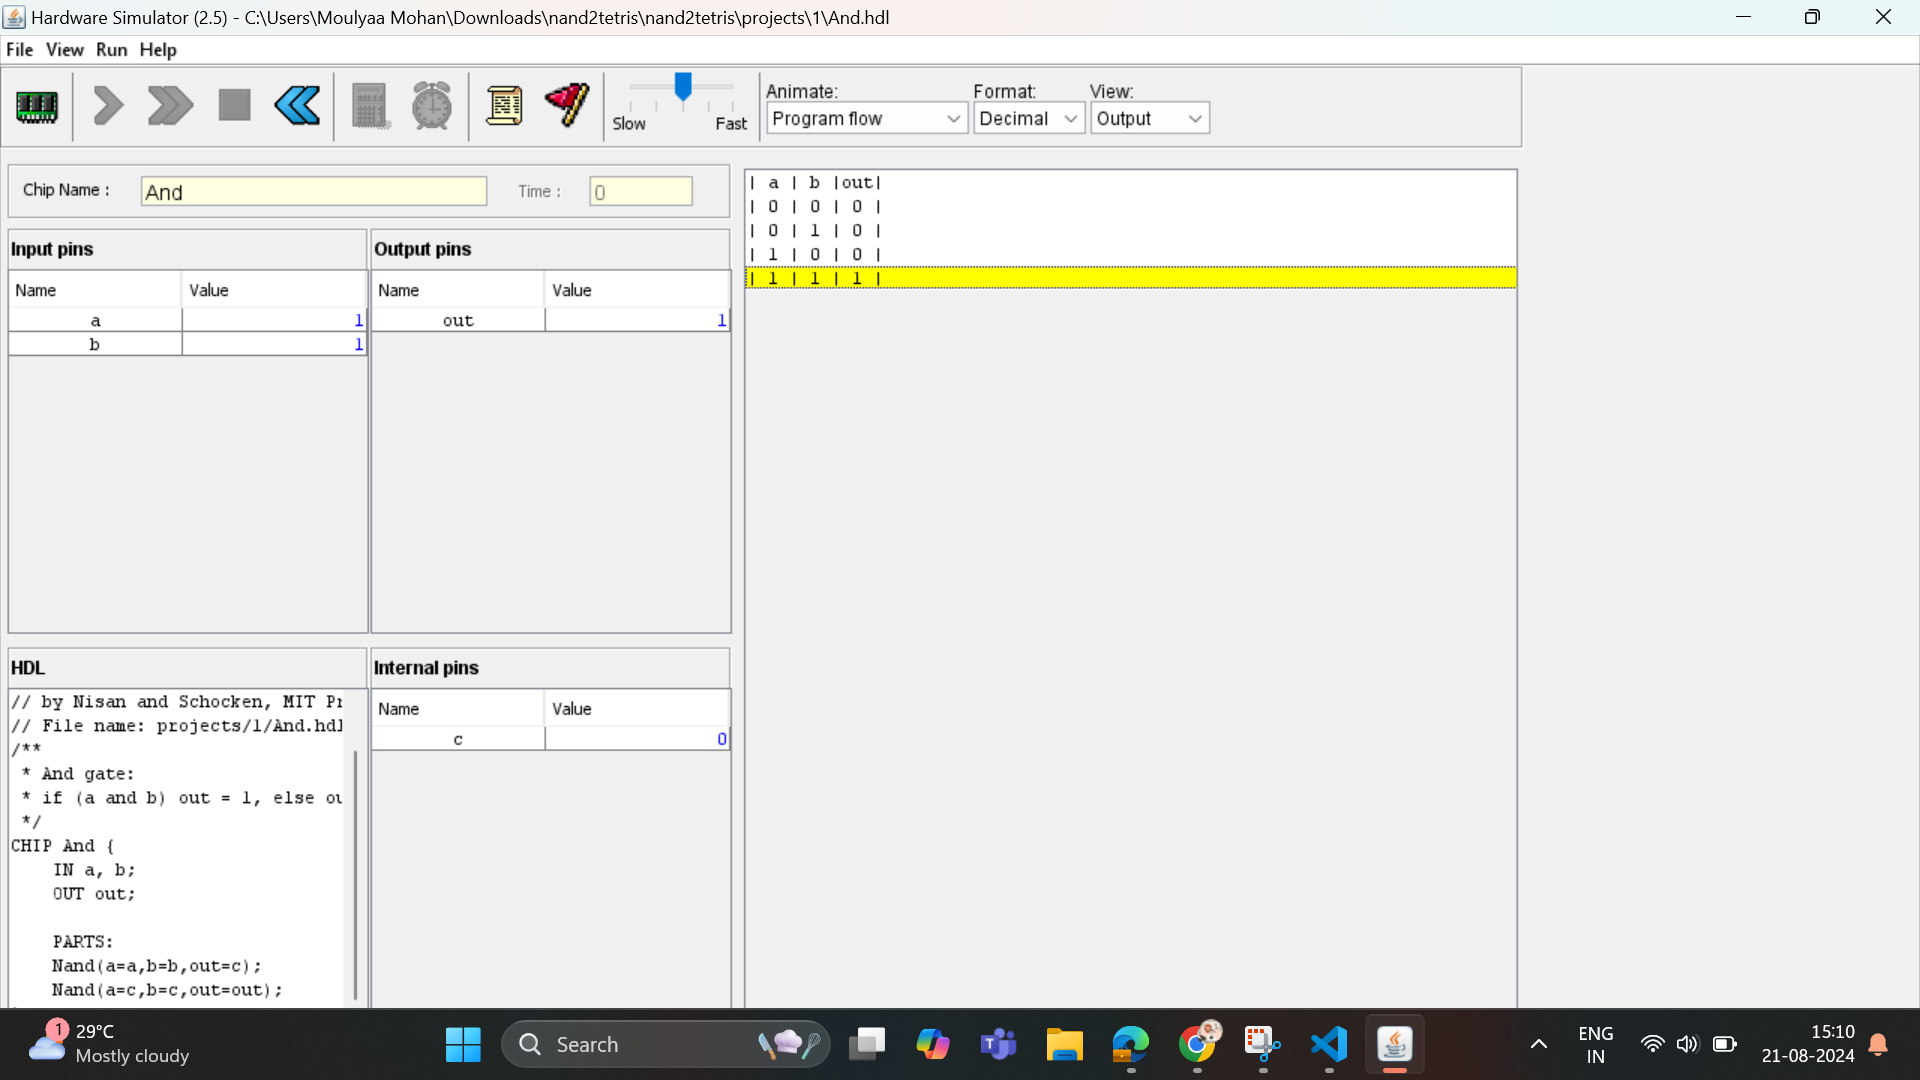 Hardware Simulator (2.5) - C:\Users\Moulyaa Mohan\Downloads\nand2tetris\nand2tetris\projects\1\And.hdl
File View Run Help
Animate: Format: View:
Slow Fast Program flow Decimal Output
Chip Name : And Time : 0
| a | b |out|
| 0 | 0 | 0 |
| 0 | 1 | 0 |
| 1 | 0 | 0 |
| 1 | 1 | 1 |
Input pins
Name Value
a 1
b 1
Output pins
Name Value
out 1
HDL
// by Nisan and Schocken, MIT Pr
// File name: projects/1/And.hdl
/**
* And gate:
* if (a and b) out = 1, else ou
*/
CHIP And {
IN a, b;
OUT out;
PARTS:
Nand(a=a,b=b,out=c);
Nand(a=c,b=c,out=out);
Internal pins
Name Value
c 0
1 29°C
Mostly cloudy
Search
ENG
IN
15:10
21-08-2024